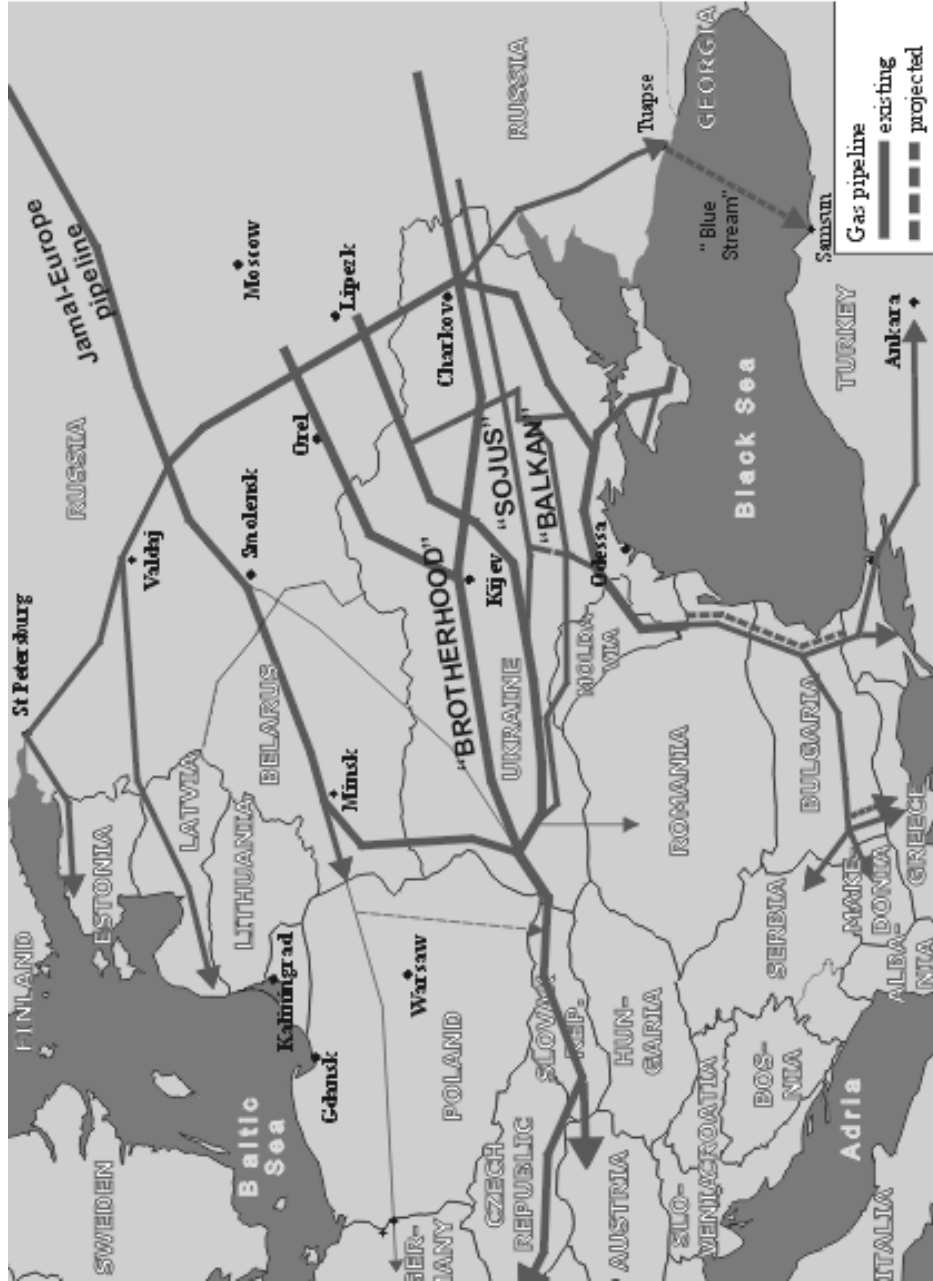 FINLAND
SWEDEN
St Petersburg
RUSSIA
Jamal-Europe
pipeline
ESTONIA
Baltic
Sea
LATVIA
Valdaj
Moscow
LITHUANIA
Smolensk
Kaliningrad
BELARUS
Orel
Lipezk
Gdansk
Minsk
Warsaw
POLAND
GER-
MANY
"BROTHERHOOD"
Charkov
RUSSIA
Kijev
UKRAINE
"SOJUS"
"BALKAN"
CZECH
REPUBLIC
SLOVAK
REP.
MOLDA
VIA
Odessa
AUSTRIA
HUN-
GARIA
ROMANIA
Tuapse
SLO-
VENIA
CROATIA
"Blue
Stream"
GEORGIA
Black Sea
BOS-
NIA
SERBIA
BULGARIA
Samsun
Adria
MAKE
DONIA
TURKEY
ITALIA
ALBA-
NIA
GREECE
Ankara
Gas pipeline
existing
projected